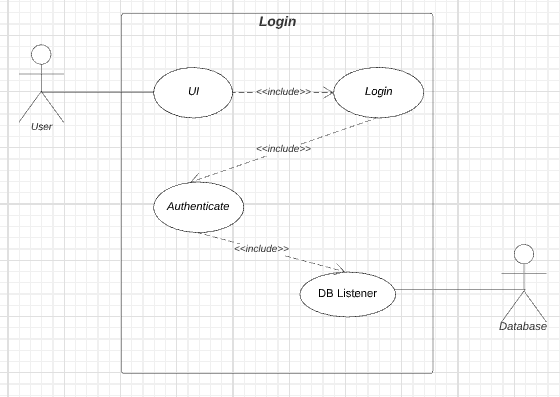 Login
UI
<<include>>
Login
User
<<include>>
Authenticate
<<include>>
DB Listener
Database